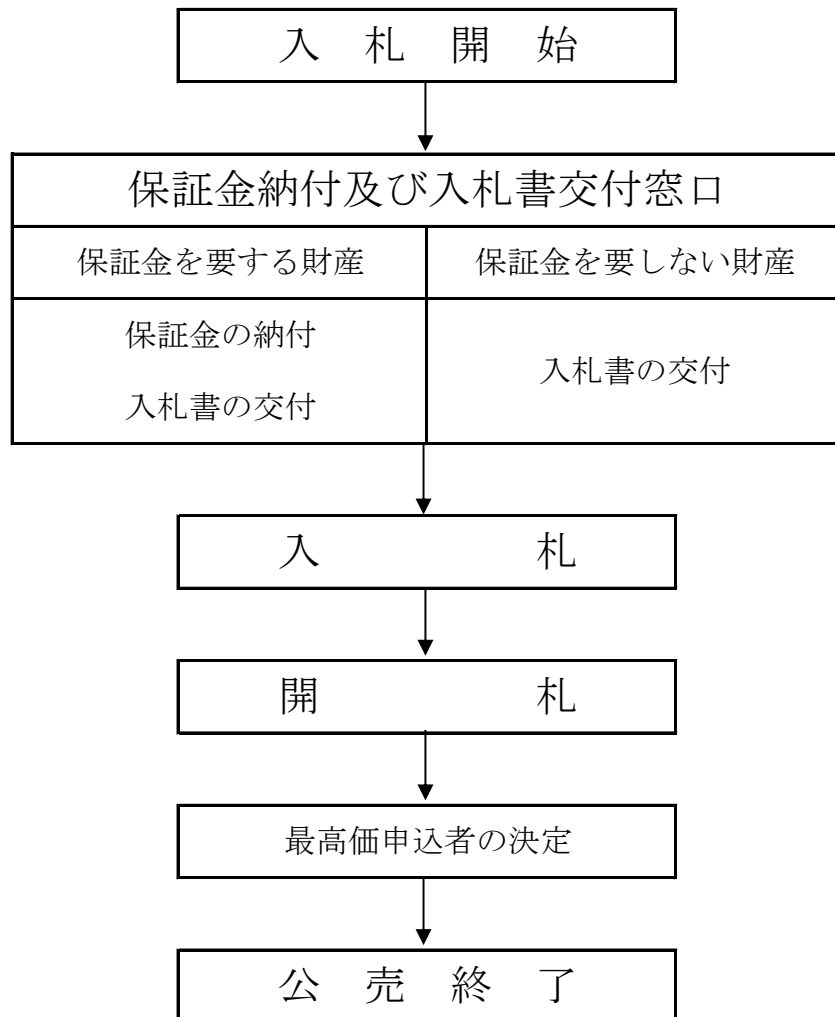 入札開始
保証金納付及び入札書交付窓口
保証金を要する財産
保証金を要しない財産
保証金の納付
入札書の交付
入札書の交付
入札
開札
最高価申込者の決定
公売終了